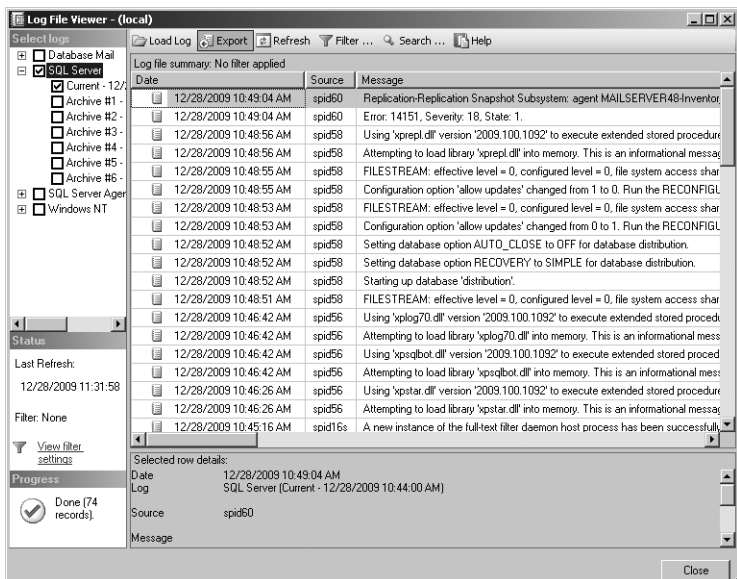 Log File Viewer - (local)
Select logs
Database Mail
SQL Server
Current - 12/
Archive #1 -
Archive #2 -
Archive #3 -
Archive #4 -
Archive #5 -
Archive #6 -
SQL Server Agen
Windows NT
Load Log Export Refresh Filter ... Search ... Help
Log file summary: No filter applied
Date Source Message
12/28/2009 10:49:04 AM spid60 Replication-Replication Snapshot Subsystem: agent MAILSERVER48-Inventor
12/28/2009 10:49:04 AM spid60 Error: 14151, Severity: 18, State: 1.
12/28/2009 10:48:56 AM spid58 Using 'xprepl.dll' version '2009.100.1092' to execute extended stored procedure
12/28/2009 10:48:56 AM spid58 Attempting to load library 'xprepl.dll' into memory. This is an informational messag
12/28/2009 10:48:55 AM spid58 FILESTREAM: effective level = 0, configured level = 0, file system access shar
12/28/2009 10:48:55 AM spid58 Configuration option 'allow updates' changed from 1 to 0. Run the RECONFIGU
12/28/2009 10:48:53 AM spid58 FILESTREAM: effective level = 0, configured level = 0, file system access shar
12/28/2009 10:48:53 AM spid58 Configuration option 'allow updates' changed from 0 to 1. Run the RECONFIGU
12/28/2009 10:48:52 AM spid58 Setting database option AUTO_CLOSE to OFF for database distribution.
12/28/2009 10:48:52 AM spid58 Setting database option RECOVERY to SIMPLE for database distribution.
12/28/2009 10:48:52 AM spid58 Starting up database 'distribution'.
12/28/2009 10:48:51 AM spid58 FILESTREAM: effective level = 0, configured level = 0, file system access shar
12/28/2009 10:46:42 AM spid56 Using 'xplog70.dll' version '2009.100.1092' to execute extended stored procedu
12/28/2009 10:46:42 AM spid56 Attempting to load library 'xplog70.dll' into memory. This is an informational mess
12/28/2009 10:46:42 AM spid56 Using 'xpsqlbot.dll' version '2009.100.1092' to execute extended stored proced
12/28/2009 10:46:42 AM spid56 Attempting to load library 'xpsqlbot.dll' into memory. This is an informational mess
12/28/2009 10:46:26 AM spid56 Using 'xpstar.dll' version '2009.100.1092' to execute extended stored procedure
12/28/2009 10:46:26 AM spid56 Attempting to load library 'xpstar.dll' into memory. This is an informational messag
12/28/2009 10:45:16 AM spid16s A new instance of the full-text filter daemon host process has been successfully
Status
Last Refresh:
12/28/2009 11:31:58
Filter: None
View filter
settings
Progress
Done (74
records).
Selected row details:
Date 12/28/2009 10:49:04 AM
Log SQL Server (Current - 12/28/2009 10:44:00 AM)
Source spid60
Message
Close